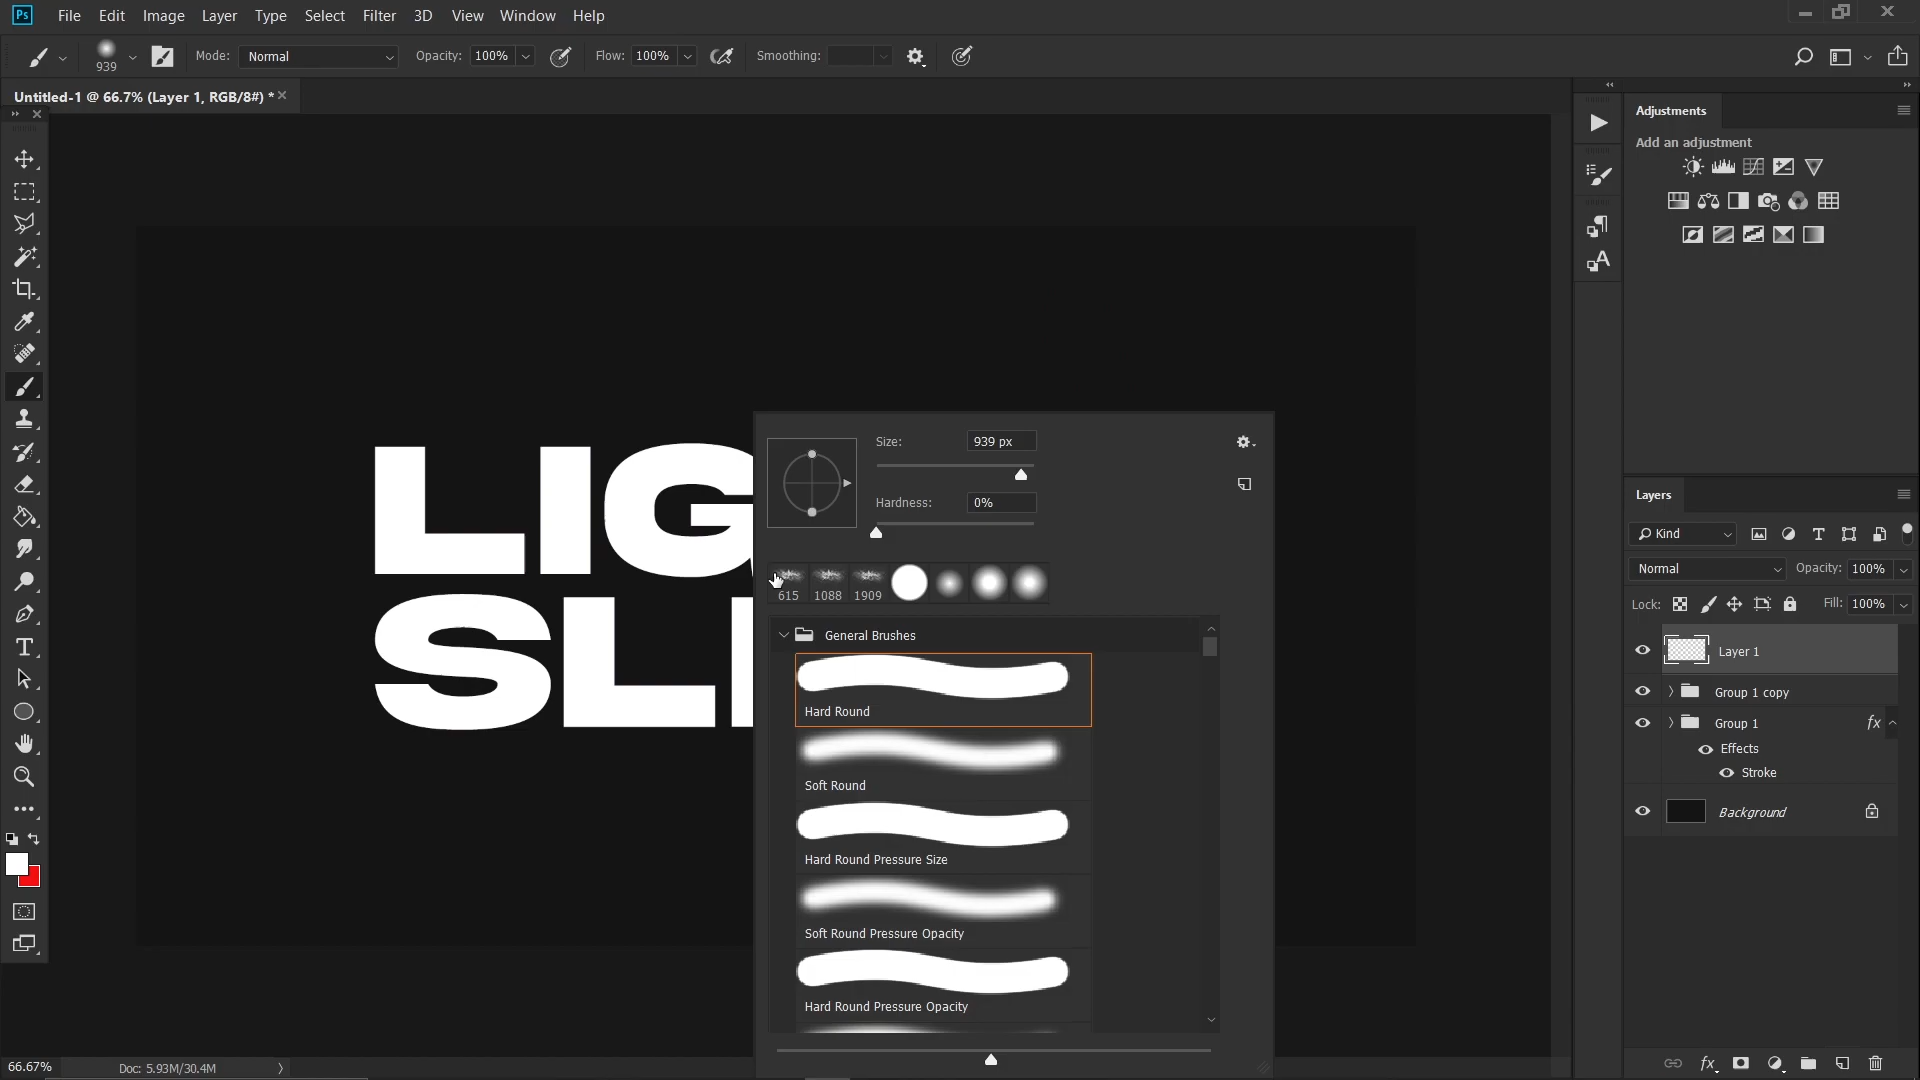 Ps File Edit Image Layer Type Select Filter 3D View Window Help
939 Mode: Normal Opacity: 100% Flow: 100% Smoothing:
Untitled-1 @ 66.7% (Layer 1, RGB/8#) *
Adjustments
Add an adjustment
LIG
SL
Size: 939 px
Hardness: 0%
615 1088 1909
General Brushes
Hard Round
Soft Round
Hard Round Pressure Size
Soft Round Pressure Opacity
Hard Round Pressure Opacity
Layers
Kind
Normal Opacity: 100%
Lock: Fill: 100%
Layer 1
Group 1 copy
Group 1 fx
Effects
Stroke
Background
66.67% Doc: 5.93M/30.4M
fx